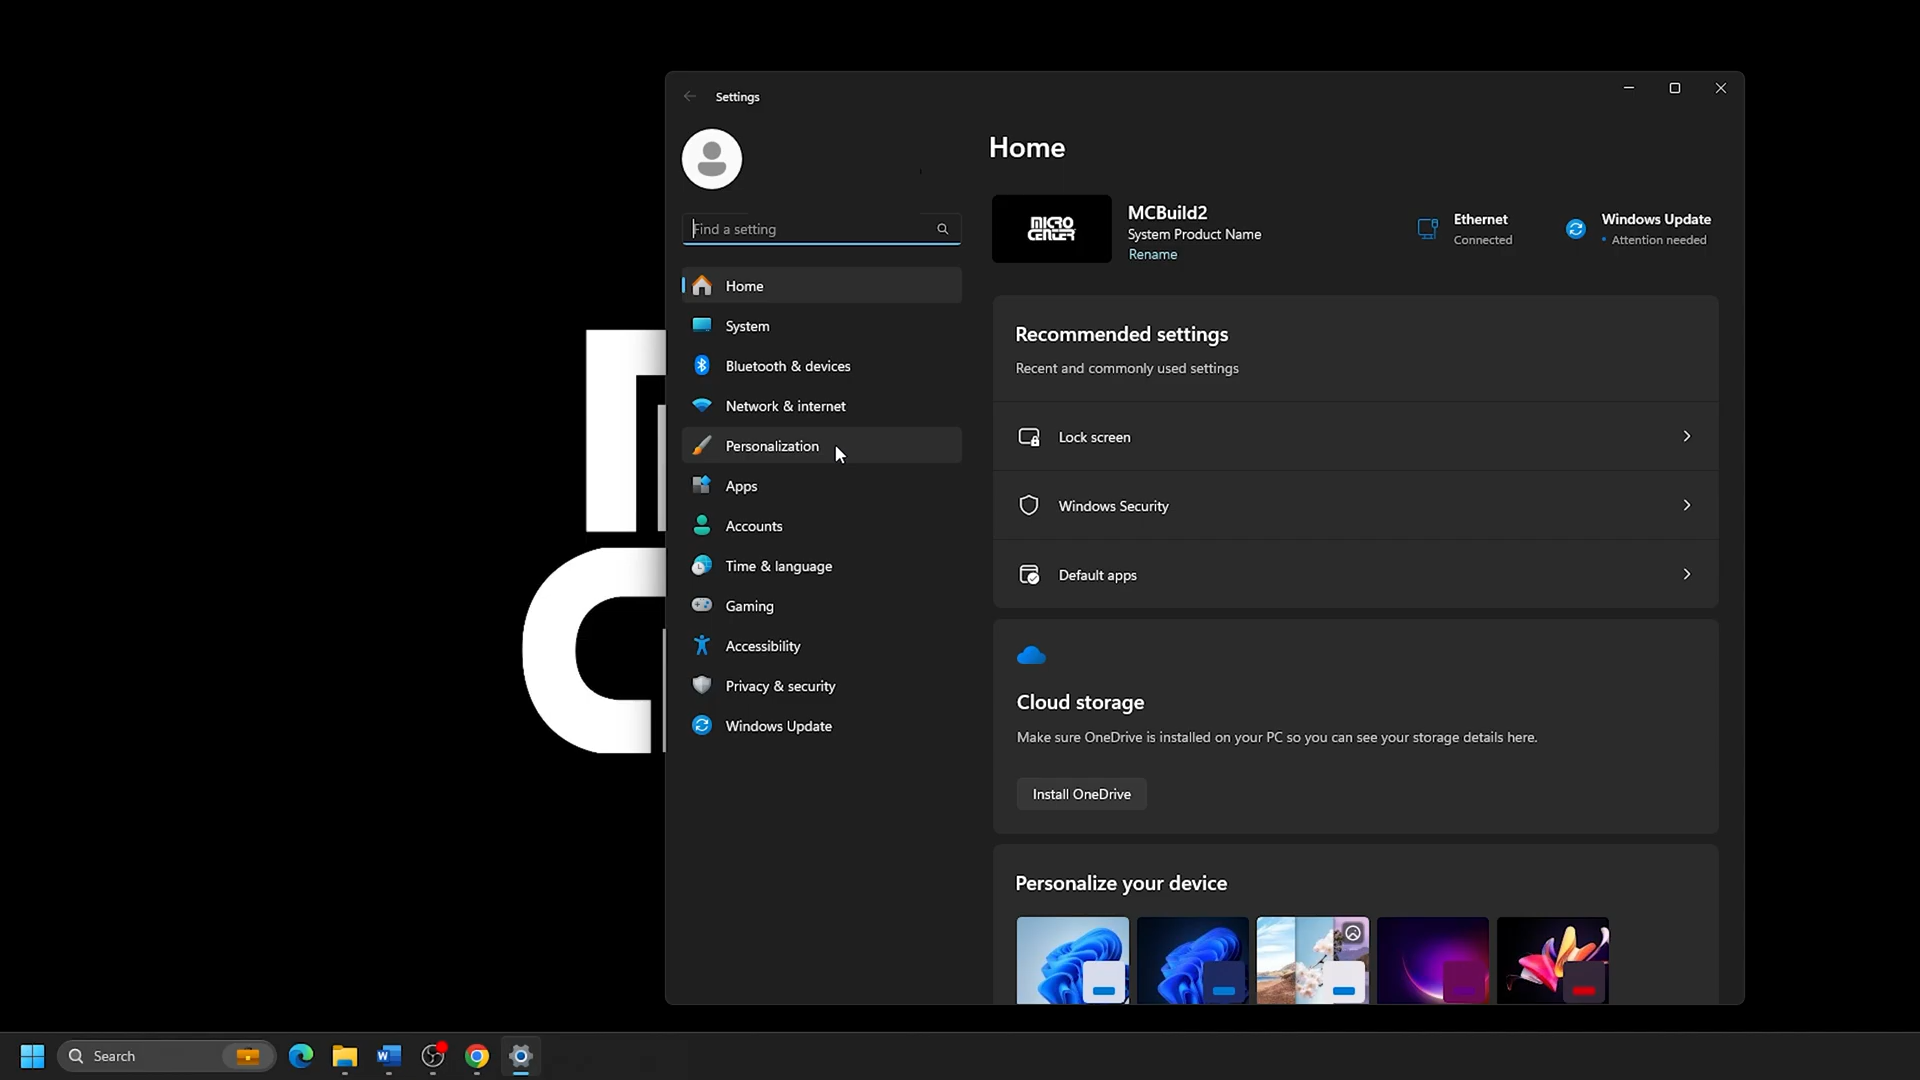 Settings
Find a setting
Home
System
Bluetooth & devices
Network & internet
Personalization
Apps
Accounts
Time & language
Gaming
Accessibility
Privacy & security
Windows Update
Home
MICRO
CENTER
MCBuild2
System Product Name
Rename
Ethernet
Connected
Windows Update
Attention needed
Recommended settings
Recent and commonly used settings
Lock screen
Windows Security
Default apps
Cloud storage
Make sure OneDrive is installed on your PC so you can see your storage details here.
Install OneDrive
Personalize your device
Search